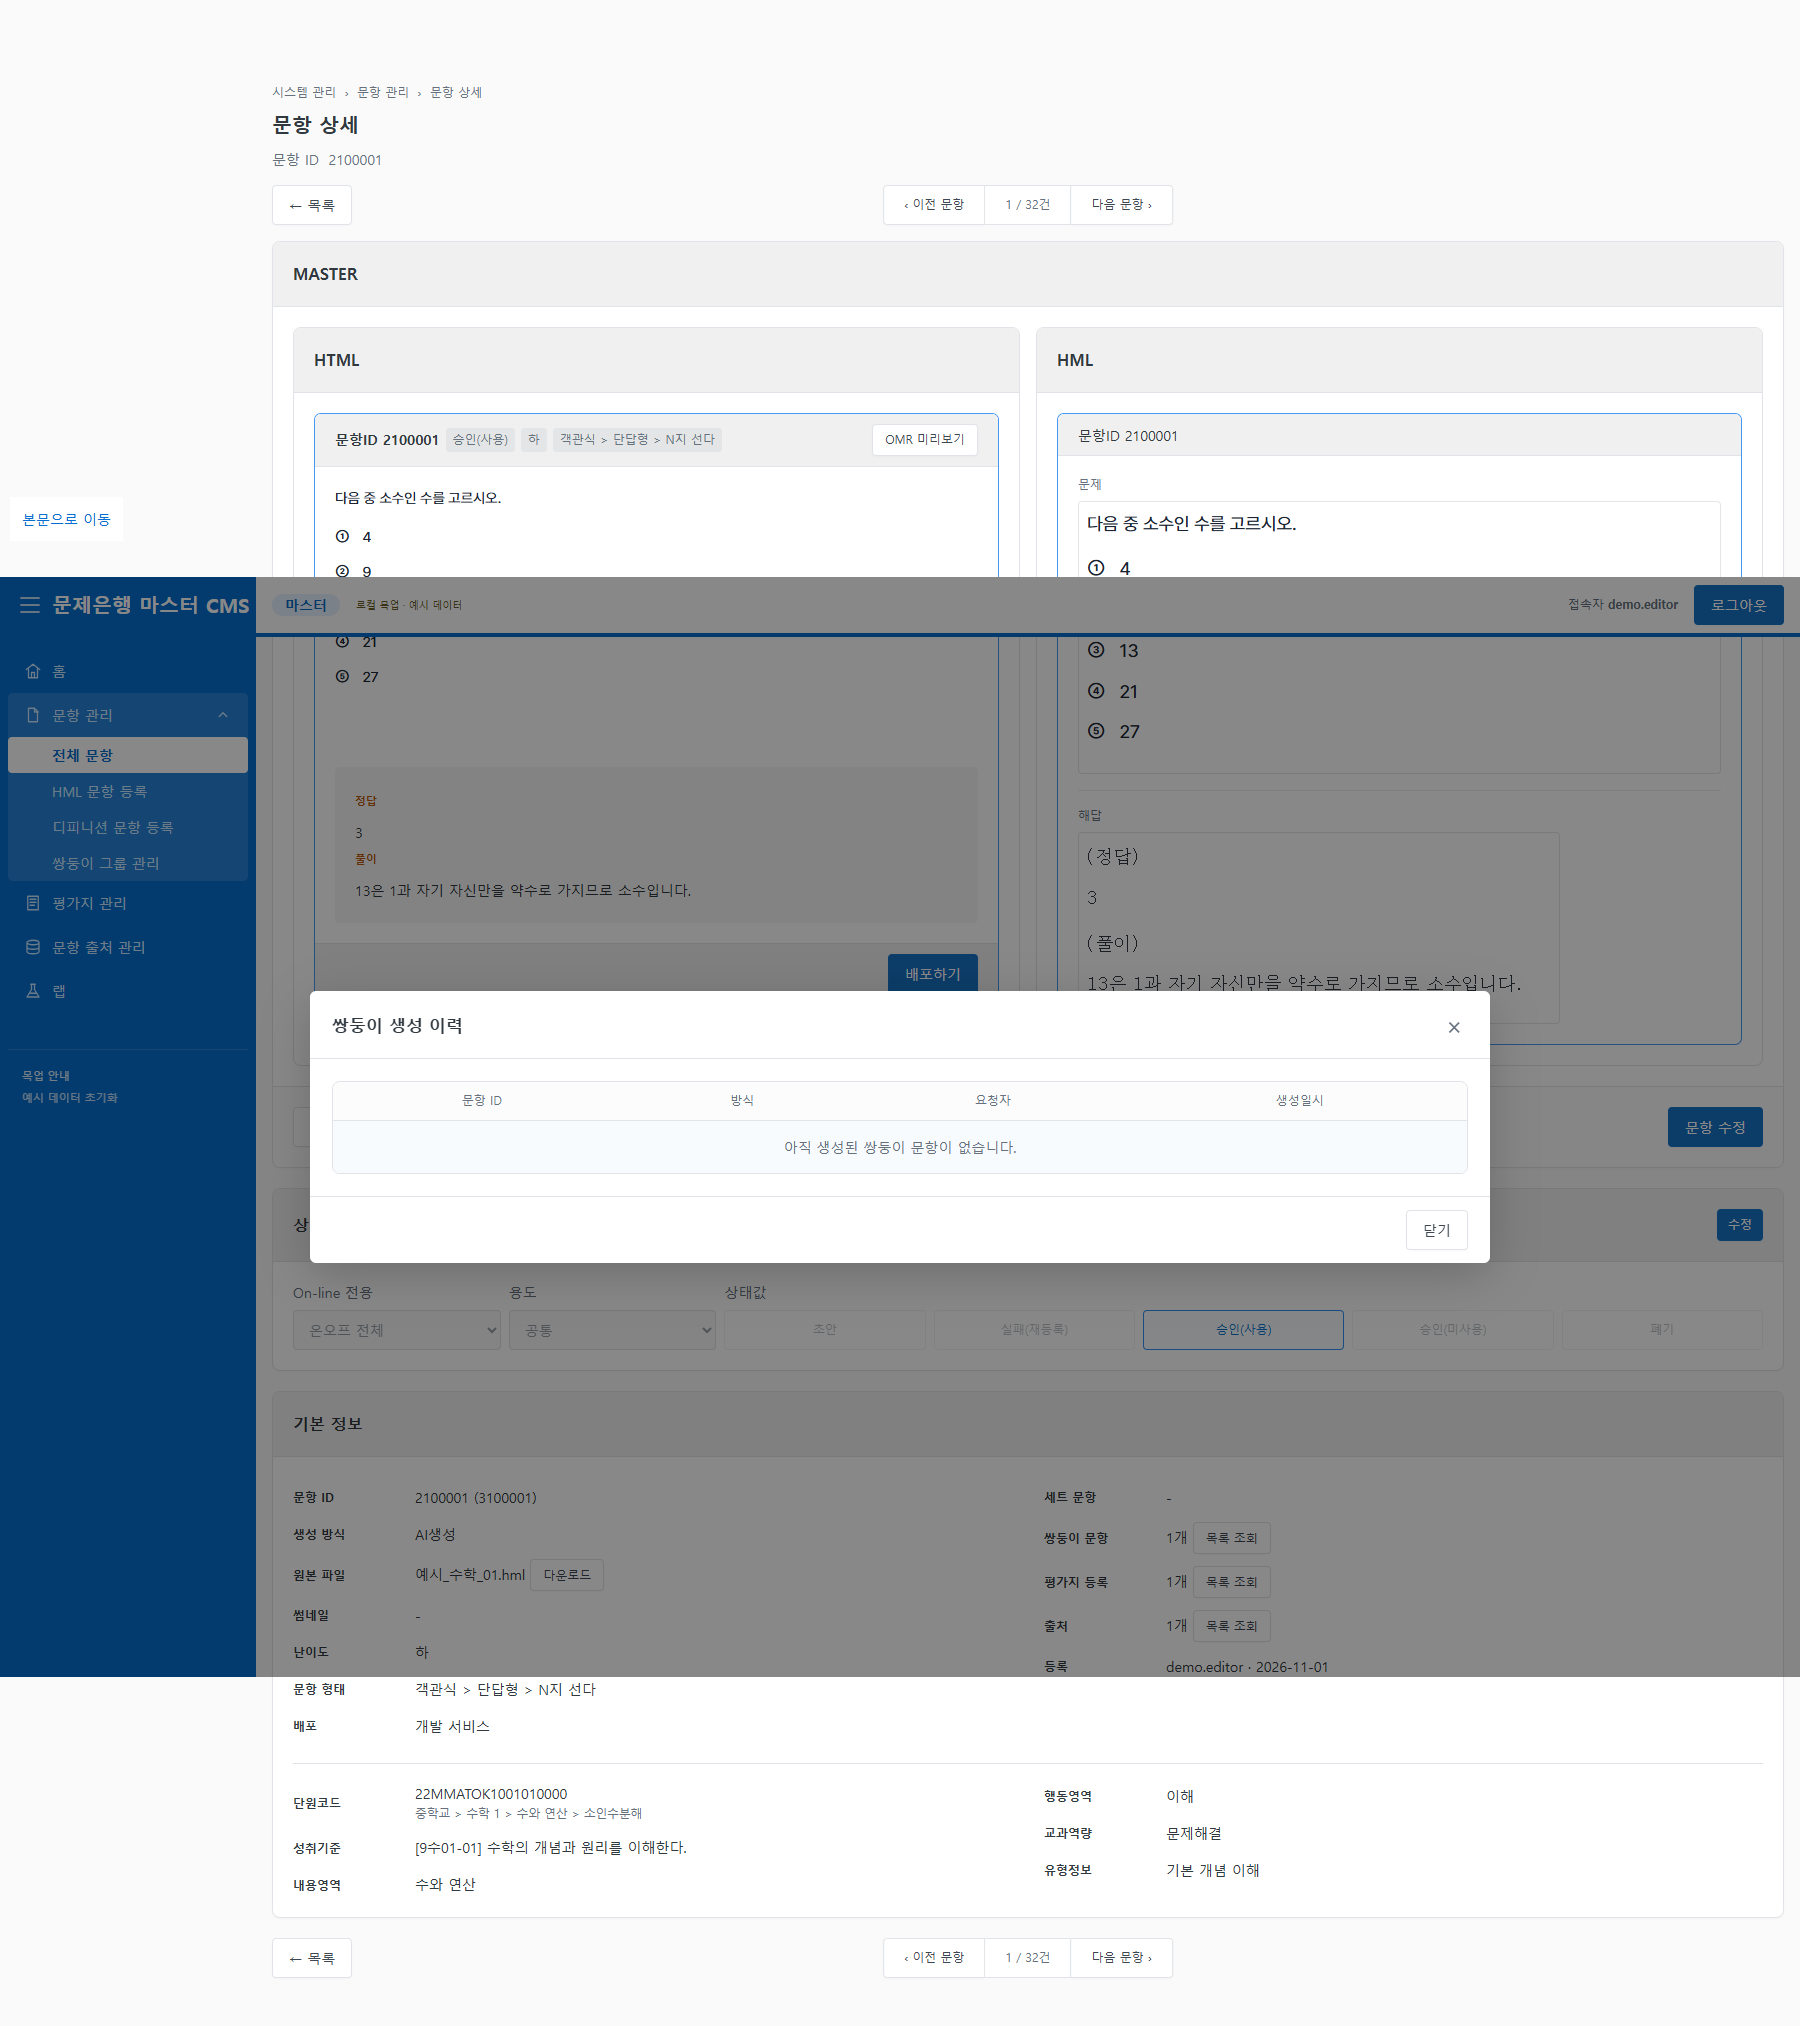 시스템 관리 › 문항 관리 › 문항 상세
문항 상세
문항 ID 2100001
← 목록
‹ 이전 문항
1 / 32건
다음 문항 ›
MASTER
HTML
문항ID 2100001 승인(사용) 하 객관식 > 단답형 > N지 선다
OMR 미리보기
다음 중 소수인 수를 고르시오.
① 4
② 9
④ 21
⑤ 27
정답
3
풀이
13은 1과 자기 자신만을 약수로 가지므로 소수입니다.
배포하기
HML
문항ID 2100001
문제
다음 중 소수인 수를 고르시오.
① 4
③ 13
④ 21
⑤ 27
해답
(정답)
3
(풀이)
13은 1과 자기 자신만을 약수로 가지므로 소수입니다.
본문으로 이동
문제은행 마스터 CMS
마스터
로컬 목업 · 예시 데이터
접속자 demo.editor
로그아웃
홈
문항 관리
전체 문항
HML 문항 등록
디피니션 문항 등록
쌍둥이 그룹 관리
평가지 관리
문항 출처 관리
랩
목업 안내
예시 데이터 초기화
쌍둥이 생성 이력
×
문항 ID 방식 요청자 생성일시
아직 생성된 쌍둥이 문항이 없습니다.
닫기
문항 수정
상
수정
On-line 전용
온오프 전체
용도
공통
상태값
초안
실패(재등록)
승인(사용)
승인(미사용)
폐기
기본 정보
문항 ID 2100001 (3100001)
생성 방식 AI생성
원본 파일 예시_수학_01.hml 다운로드
썸네일 -
난이도 하
문항 형태 객관식 > 단답형 > N지 선다
배포 개발 서비스
세트 문항 -
쌍둥이 문항 1개 목록 조회
평가지 등록 1개 목록 조회
출처 1개 목록 조회
등록 demo.editor · 2026-11-01
단원코드 22MMATOK1001010000
중학교 > 수학 1 > 수와 연산 > 소인수분해
성취기준 [9수01-01] 수학의 개념과 원리를 이해한다.
내용영역 수와 연산
행동영역 이해
교과역량 문제해결
유형정보 기본 개념 이해
← 목록
‹ 이전 문항
1 / 32건
다음 문항 ›